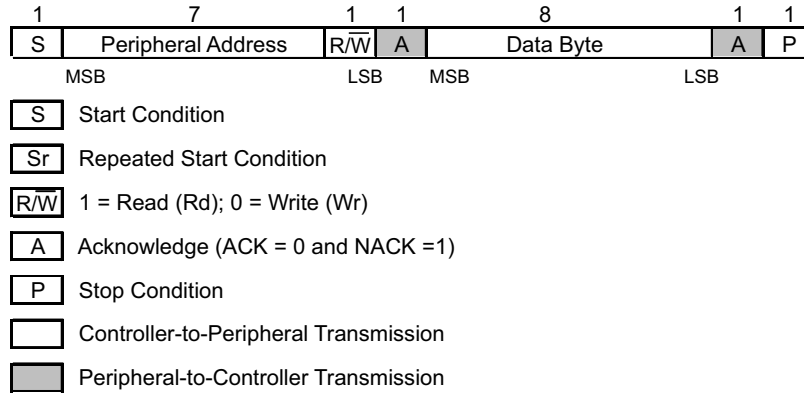 1 7 1 1 8 1 1
S Peripheral Address R/W̅ A Data Byte A P
MSB LSB MSB LSB
S Start Condition
Sr Repeated Start Condition
R/W̅ 1 = Read (Rd); 0 = Write (Wr)
A Acknowledge (ACK = 0 and NACK =1)
P Stop Condition
Controller-to-Peripheral Transmission
Peripheral-to-Controller Transmission